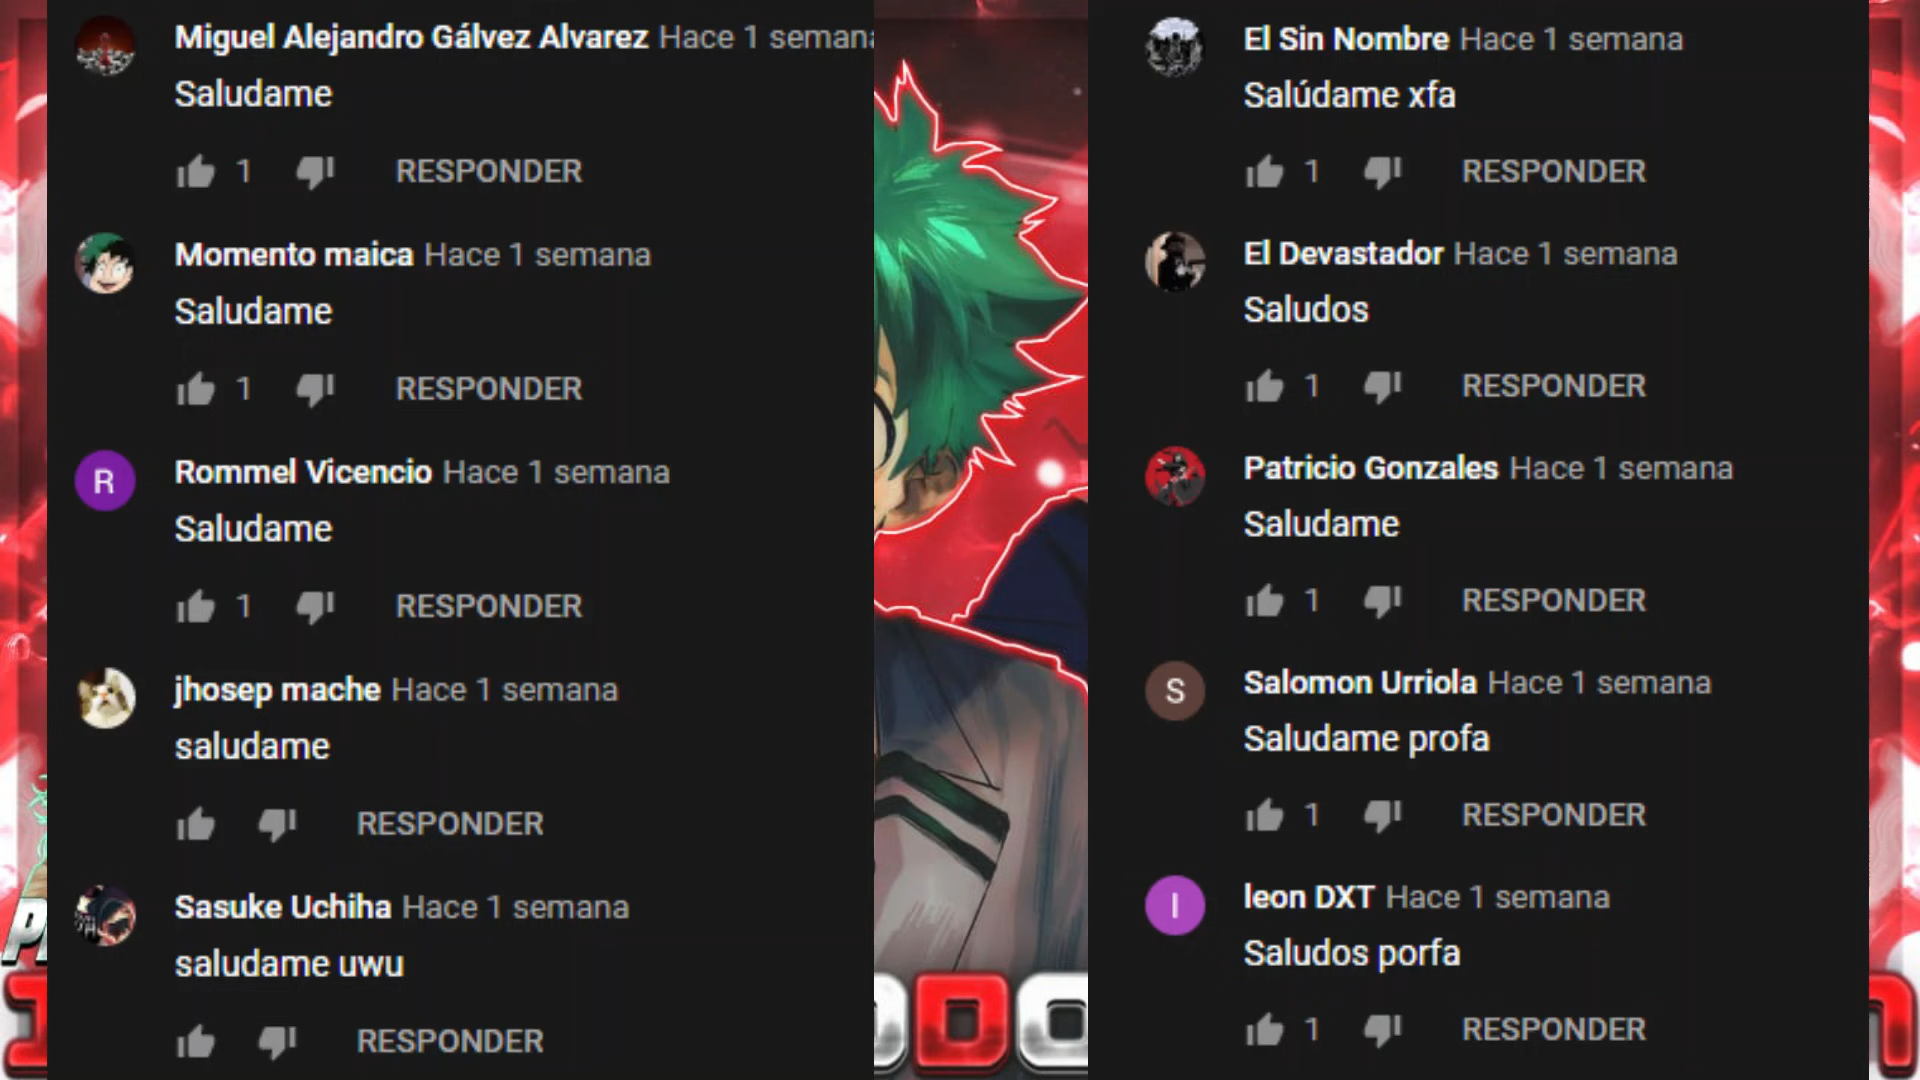 Miguel Alejandro Gálvez Alvarez Hace 1 seman
Saludame
1 RESPONDER
Momento maica Hace 1 semana
Saludame
1 RESPONDER
R
Rommel Vicencio Hace 1 semana
Saludame
1 RESPONDER
jhosep mache Hace 1 semana
saludame
RESPONDER
Sasuke Uchiha Hace 1 semana
saludame uwu
RESPONDER
El Sin Nombre Hace 1 semana
Salúdame xfa
1 RESPONDER
El Devastador Hace 1 semana
Saludos
1 RESPONDER
Patricio Gonzales Hace 1 semana
Saludame
1 RESPONDER
S
Salomon Urriola Hace 1 semana
Saludame profa
1 RESPONDER
l
leon DXT Hace 1 semana
Saludos porfa
1 RESPONDER